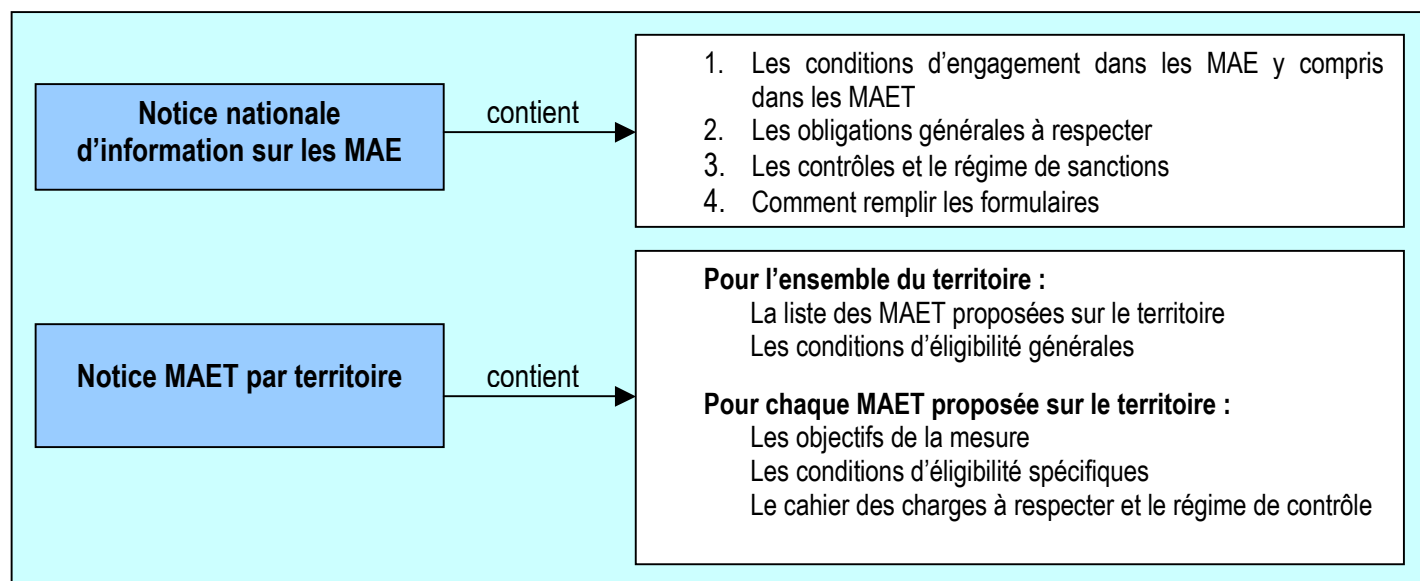 Notice nationale
d'information sur les MAE
contient
1. Les conditions d'engagement dans les MAE y compris
dans les MAET
2. Les obligations générales à respecter
3. Les contrôles et le régime de sanctions
4. Comment remplir les formulaires
Notice MAET par territoire
contient
Pour l'ensemble du territoire :
La liste des MAET proposées sur le territoire
Les conditions d'éligibilité générales
Pour chaque MAET proposée sur le territoire :
Les objectifs de la mesure
Les conditions d'éligibilité spécifiques
Le cahier des charges à respecter et le régime de contrôle